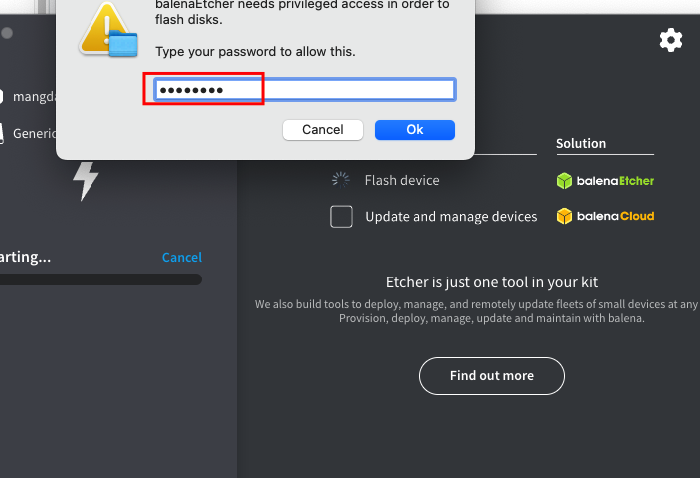 balenaEtcher needs privileged access in order to
flash disks.
Type your password to allow this.
••••••••
Cancel
Ok
Generic
Solution
Flash device
balenaEtcher
Update and manage devices
balenaCloud
arting...
Cancel
Etcher is just one tool in your kit
We also build tools to deploy, manage, and remotely update fleets of small devices at any
Provision, deploy, manage, update and maintain with balena.
Find out more